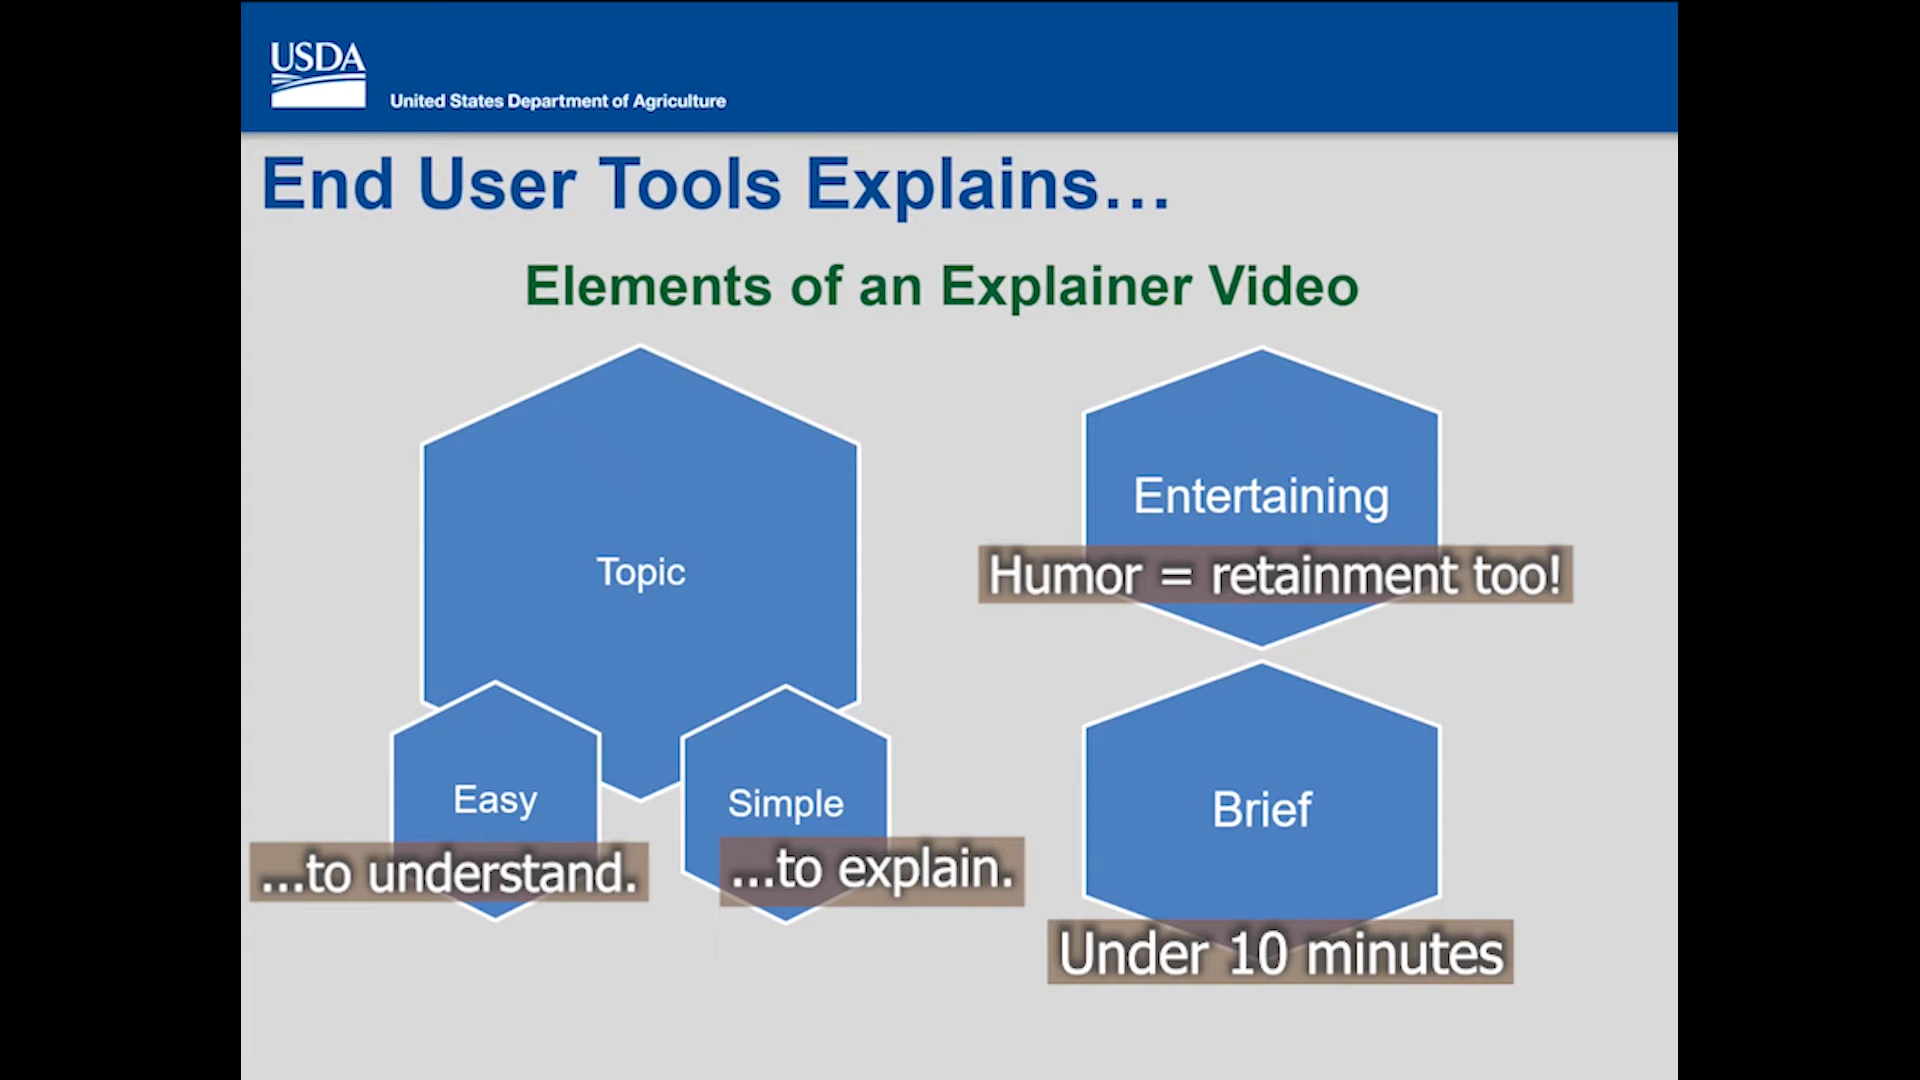 USDA
United States Department of Agriculture
End User Tools Explains...
Elements of an Explainer Video
Topic
Easy
...to understand.
Simple
...to explain.
Entertaining
Humor = retainment too!
Brief
Under 10 minutes